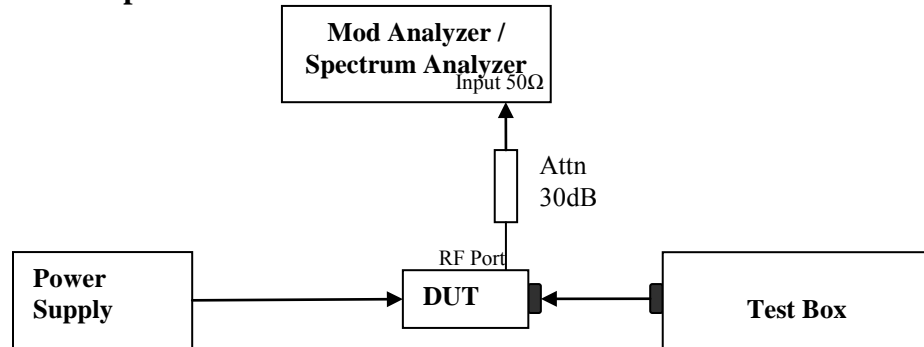 Mod Analyzer /
Spectrum Analyzer
Input 50Ω
Attn
30dB
RF Port
Power
Supply
DUT
Test Box